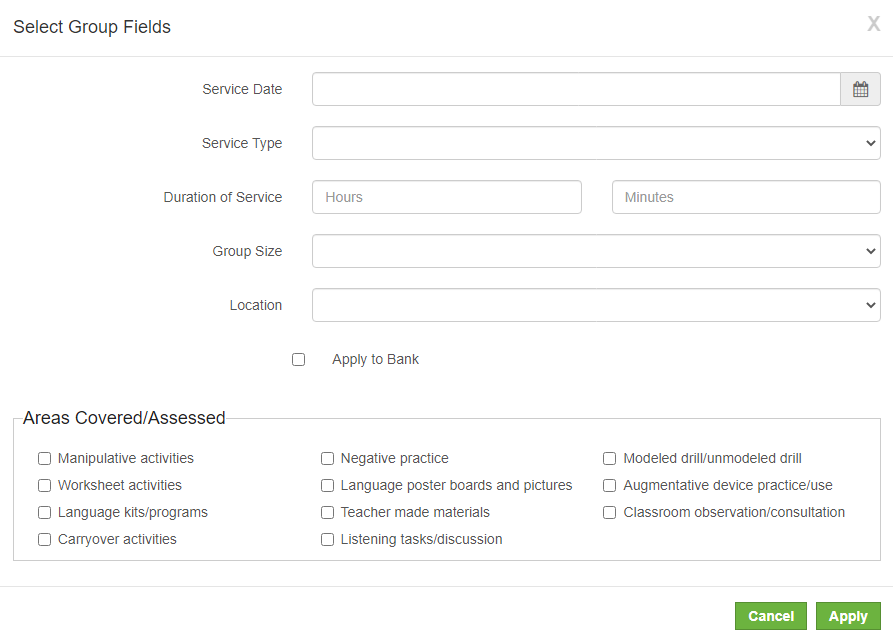 Select Group Fields X
Service Date
Service Type
Duration of Service Hours Minutes
Group Size
Location
Apply to Bank
Areas Covered/Assessed
Manipulative activities Negative practice Modeled drill/unmodeled drill
Worksheet activities Language poster boards and pictures Augmentative device practice/use
Language kits/programs Teacher made materials Classroom observation/consultation
Carryover activities Listening tasks/discussion
Cancel Apply